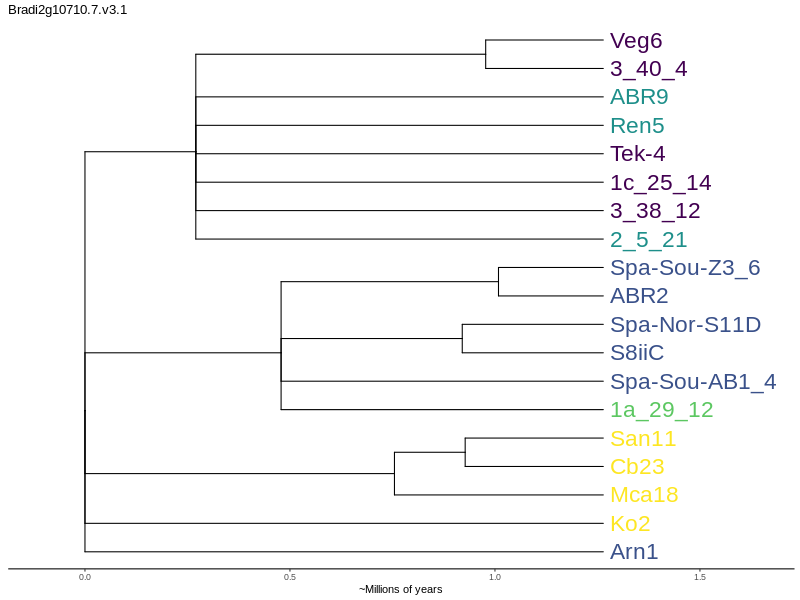 Bradi2g10710.7.v3.1
Veg6
3_40_4
ABR9
Ren5
Tek-4
1c_25_14
3_38_12
2_5_21
Spa-Sou-Z3_6
ABR2
Spa-Nor-S11D
S8iiC
Spa-Sou-AB1_4
1a_29_12
San11
Cb23
Mca18
Ko2
Arn1
0.0 0.5 1.0 1.5
~Millions of years